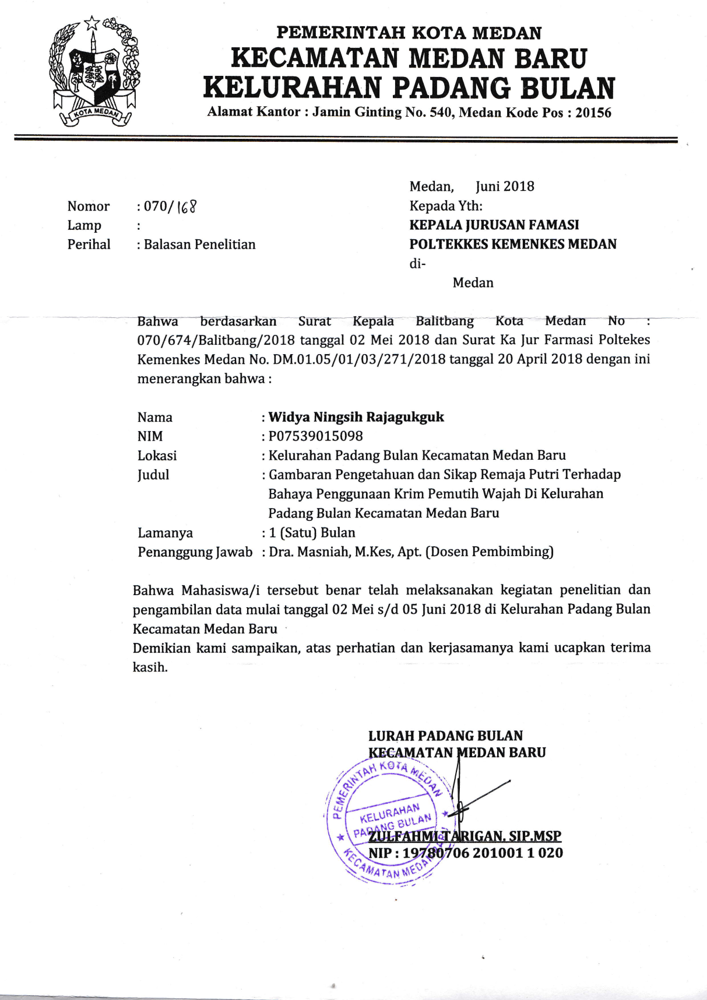 PEMERINTAH KOTA MEDAN
KECAMATAN MEDAN BARU
KELURAHAN PADANG BULAN
Alamat Kantor : Jamin Ginting No. 540, Medan Kode Pos : 20156
KOTA MEDAN
Medan, Juni 2018
Nomor : 070/168
Kepada Yth:
Lamp :
KEPALA JURUSAN FAMASI
Perihal : Balasan Penelitian
POLTEKKES KEMENKES MEDAN
di-
Medan
Bahwa berdasarkan Surat Kepala Balitbang Kota Medan No :
070/674/Balitbang/2018 tanggal 02 Mei 2018 dan Surat Ka Jur Farmasi Poltekes
Kemenkes Medan No. DM.01.05/01/03/271/2018 tanggal 20 April 2018 dengan ini
menerangkan bahwa :
Nama : Widya Ningsih Rajagukguk
NIM : P07539015098
Lokasi : Kelurahan Padang Bulan Kecamatan Medan Baru
Judul : Gambaran Pengetahuan dan Sikap Remaja Putri Terhadap
Bahaya Penggunaan Krim Pemutih Wajah Di Kelurahan
Padang Bulan Kecamatan Medan Baru
Lamanya : 1 (Satu) Bulan
Penanggung Jawab : Dra. Masniah, M.Kes, Apt. (Dosen Pembimbing)
Bahwa Mahasiswa/i tersebut benar telah melaksanakan kegiatan penelitian dan
pengambilan data mulai tanggal 02 Mei s/d 05 Juni 2018 di Kelurahan Padang Bulan
Kecamatan Medan Baru
Demikian kami sampaikan, atas perhatian dan kerjasamanya kami ucapkan terima
kasih.
LURAH PADANG BULAN
KECAMATAN MEDAN BARU
PEMERINTAH KOTA MEDAN
KELURAHAN
PADANG BULAN
KECAMATAN MEDAN BARU
ZULFAHMI TARIGAN. SIP.MSP
NIP : 19780706 201001 1 020